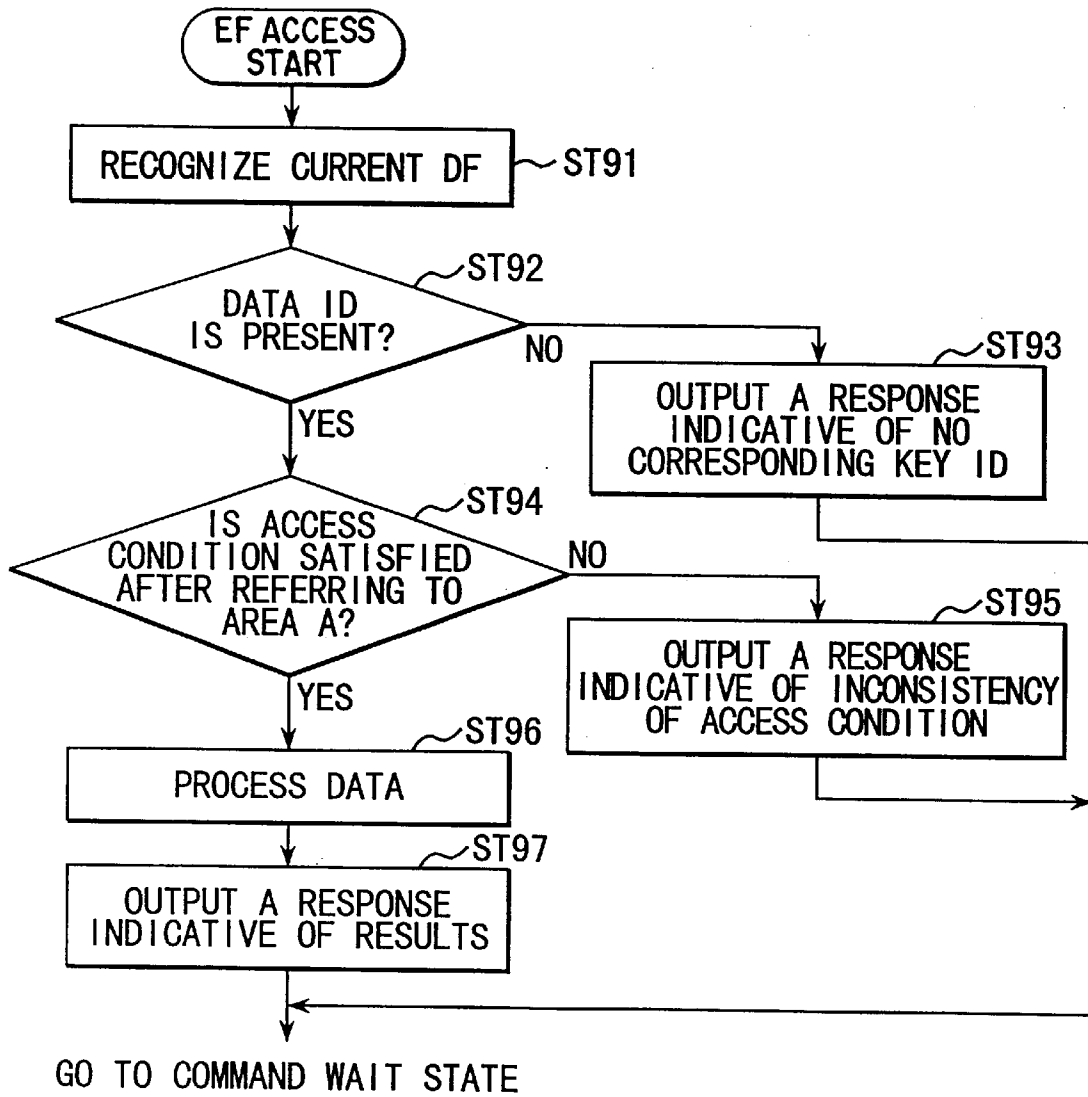 EF ACCESS
START
RECOGNIZE CURRENT DF
ST91
ST92
DATA ID
IS PRESENT?
NO
YES
ST93
OUTPUT A RESPONSE
INDICATIVE OF NO
CORRESPONDING KEY ID
ST94
IS ACCESS
CONDITION SATISFIED
AFTER REFERRING TO
AREA A?
NO
YES
ST95
OUTPUT A RESPONSE
INDICATIVE OF INCONSISTENCY
OF ACCESS CONDITION
ST96
PROCESS DATA
ST97
OUTPUT A RESPONSE
INDICATIVE OF RESULTS
GO TO COMMAND WAIT STATE